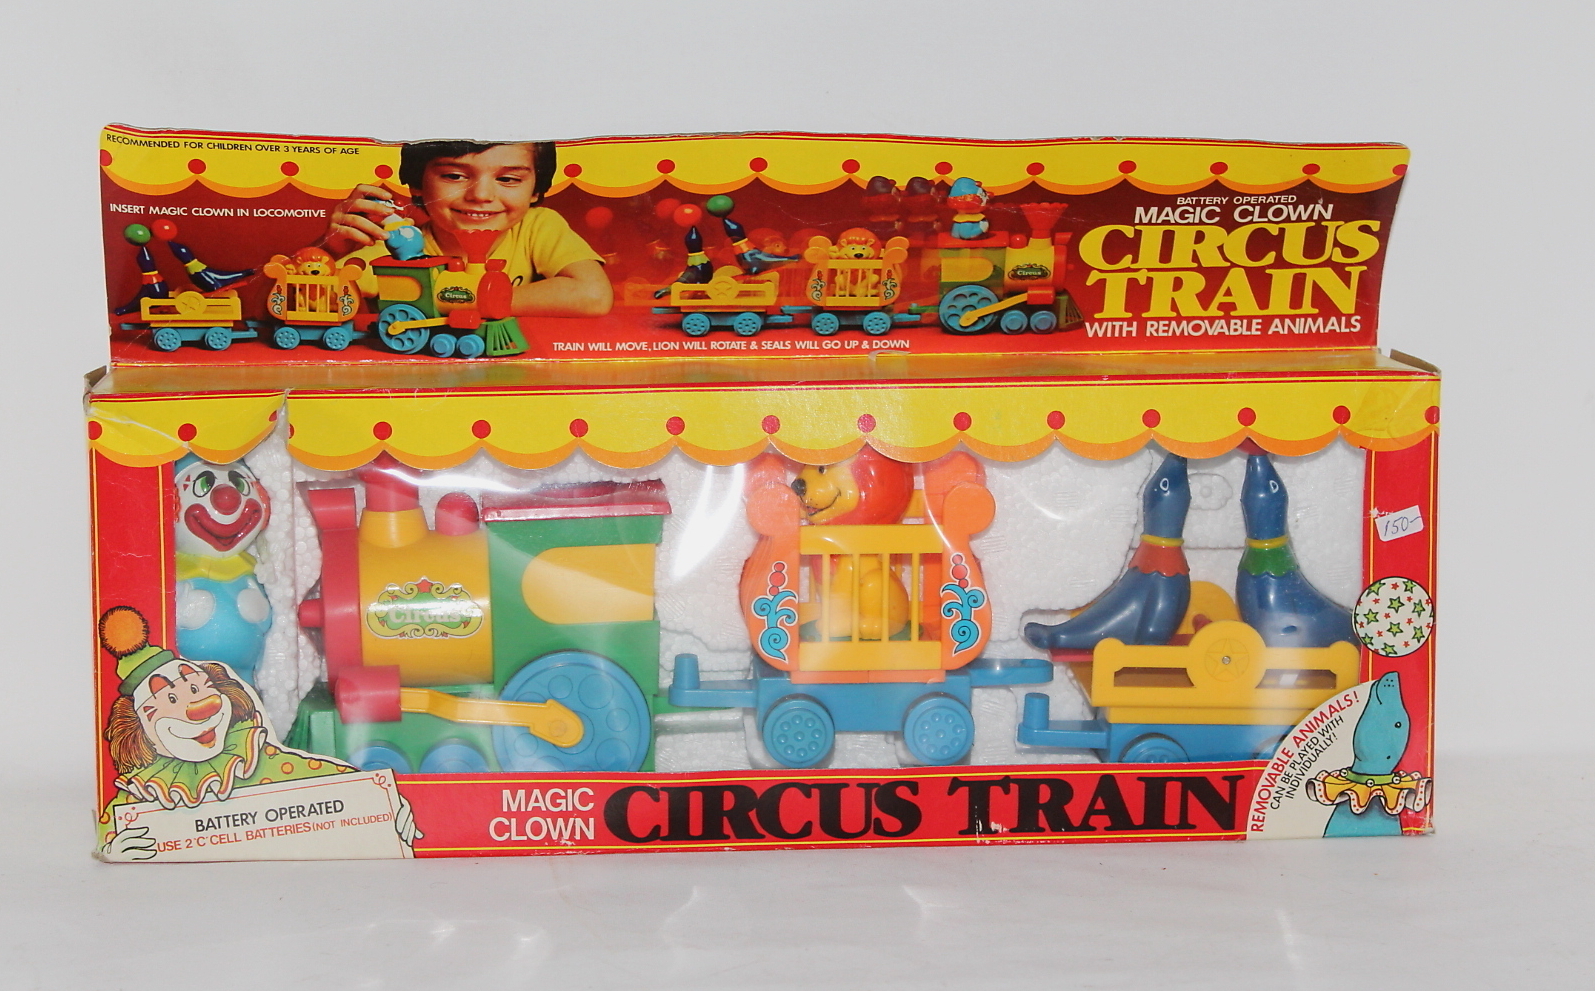 RECOMMENDED FOR CHILDREN OVER 3 YEARS OF AGE
INSERT MAGIC CLOWN IN LOCOMOTIVE
Circus
Circus
BATTERY OPERATED
MAGIC CLOWN
CIRCUS
TRAIN
WITH REMOVABLE ANIMALS
TRAIN WILL MOVE, LION WILL ROTATE & SEALS WILL GO UP & DOWN
150-
Circus
REMOVABLE ANIMALS!
CAN BE PLAYED WITH
INDIVIDUALLY!
BATTERY OPERATED
USE 2 'C' CELL BATTERIES (NOT INCLUDED)
MAGIC
CLOWN
CIRCUS TRAIN